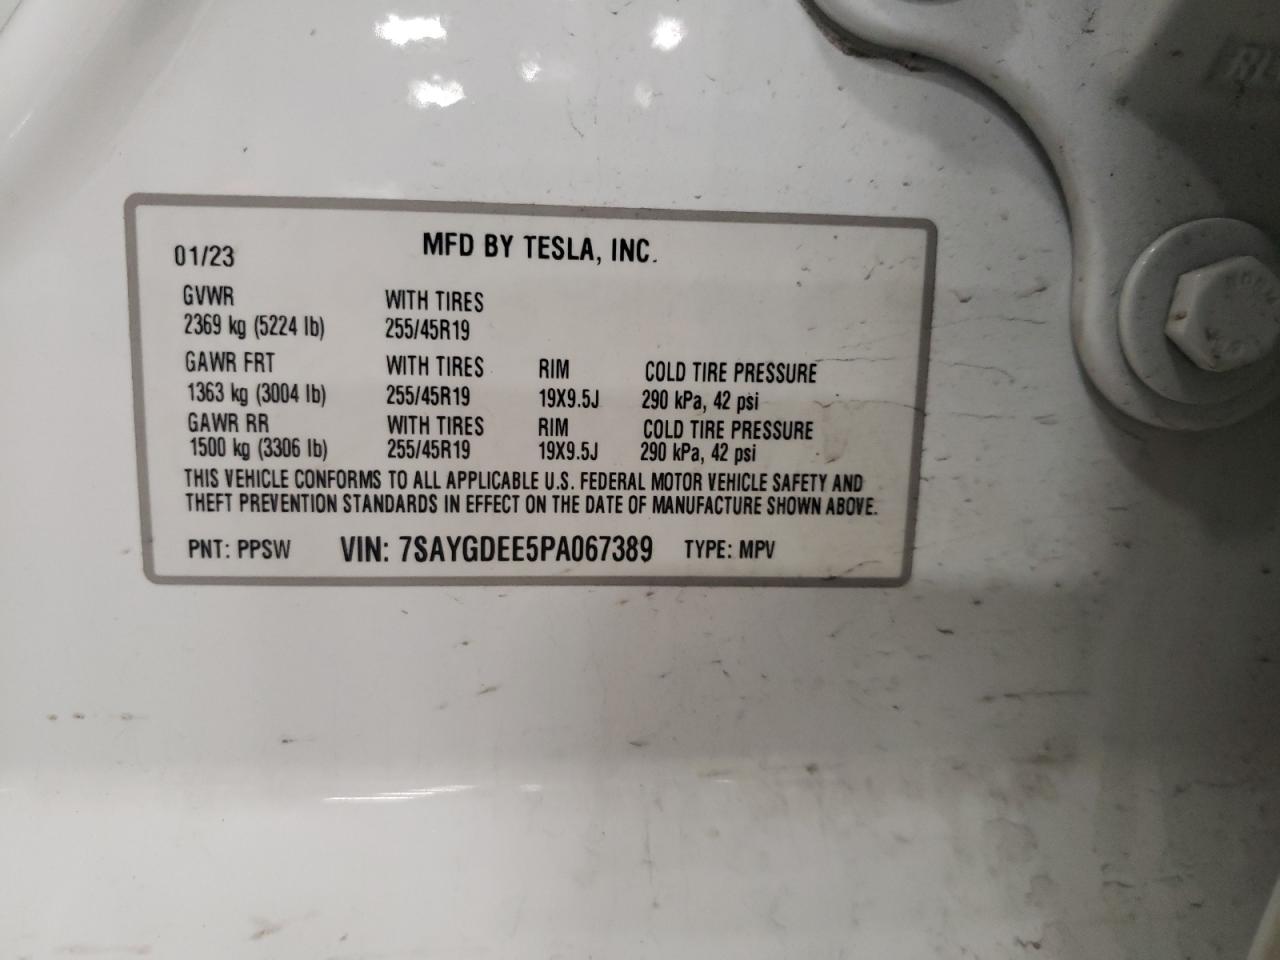 MFD BY TESLA, INC.
01/23
GVWR WITH TIRES
2369 kg (5224 lb) 255/45R19
GAWR FRT WITH TIRES RIM COLD TIRE PRESSURE
1363 kg (3004 lb) 255/45R19 19X9.5J 290 kPa, 42 psi
GAWR RR WITH TIRES RIM COLD TIRE PRESSURE
1500 kg (3306 lb) 255/45R19 19X9.5J 290 kPa, 42 psi
THIS VEHICLE CONFORMS TO ALL APPLICABLE U.S. FEDERAL MOTOR VEHICLE SAFETY AND
THEFT PREVENTION STANDARDS IN EFFECT ON THE DATE OF MANUFACTURE SHOWN ABOVE.
PNT: PPSW VIN: 7SAYGDEE5PA067389 TYPE: MPV